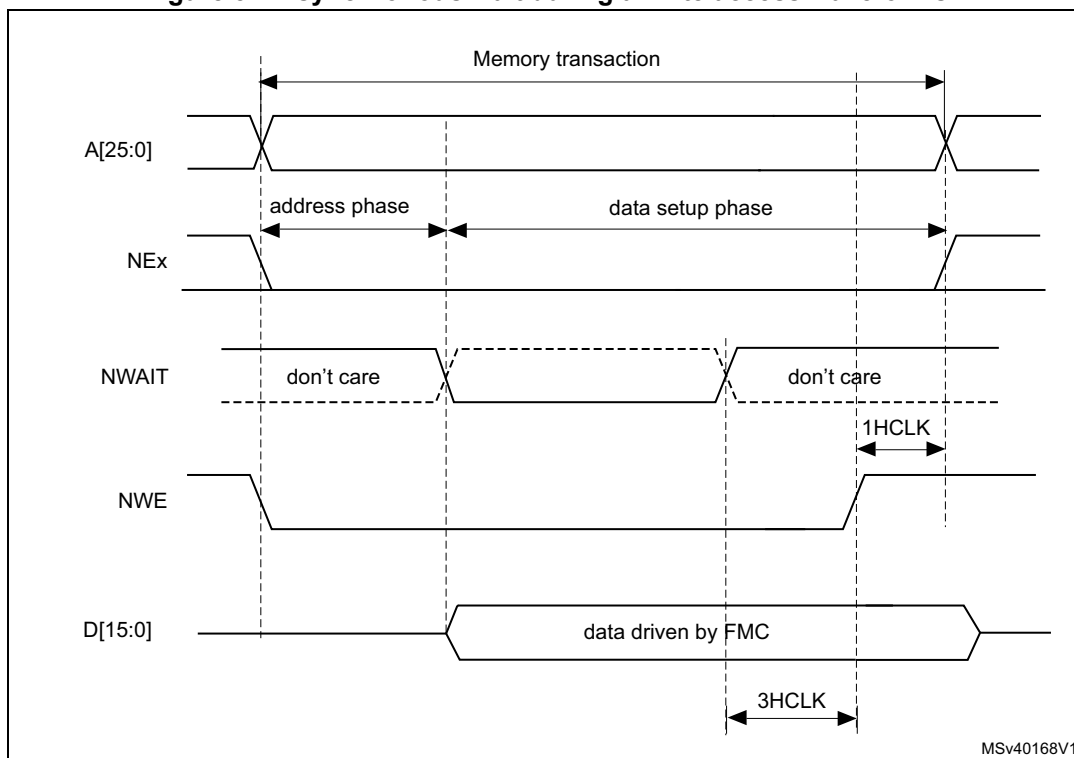 Memory transaction
A[25:0]
address phase
data setup phase
NEx
NWAIT
don't care
don't care
1HCLK
NWE
D[15:0]
data driven by FMC
3HCLK
MSv40168V1